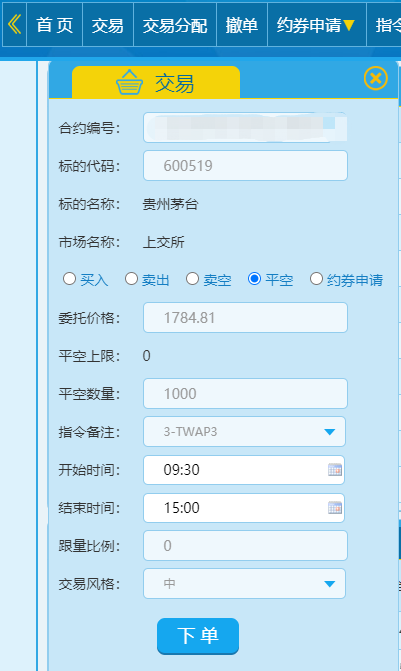 首页 交易 交易分配 撤单 约券申请 指令
交易
合约编号：
标的代码： 600519
标的名称： 贵州茅台
市场名称： 上交所
买入 卖出 卖空 平空 约券申请
委托价格： 1784.81
平空上限： 0
平空数量： 1000
指令备注： 3-TWAP3
开始时间： 09:30
结束时间： 15:00
跟量比例： 0
交易风格： 中
下单